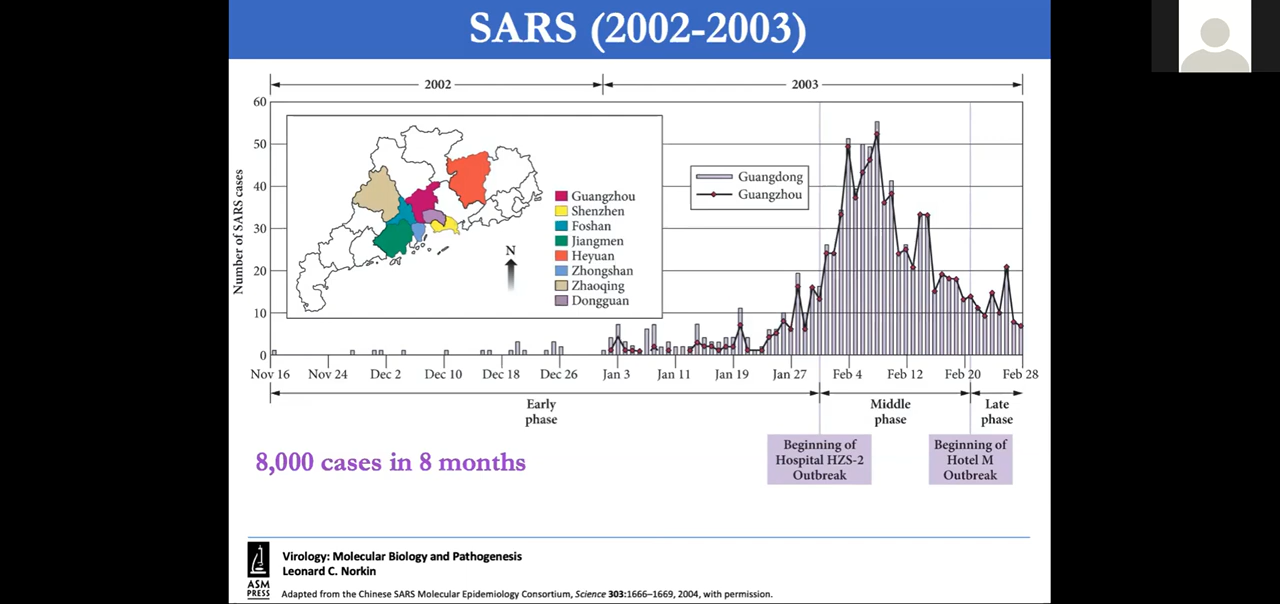 SARS (2002-2003)
2002
2003
Number of SARS cases
60
50
40
30
20
10
0
N
Guangzhou
Shenzhen
Foshan
Jiangmen
Heyuan
Zhongshan
Zhaoqing
Dongguan
Guangdong
Guangzhou
Nov 16 Nov 24 Dec 2 Dec 10 Dec 18 Dec 26 Jan 3 Jan 11 Jan 19 Jan 27 Feb 4 Feb 12 Feb 20 Feb 28
Early
phase
Middle
phase
Late
phase
Beginning of
Hospital HZS-2
Outbreak
Beginning of
Hotel M
Outbreak
8,000 cases in 8 months
ASM
PRESS
Virology: Molecular Biology and Pathogenesis
Leonard C. Norkin
Adapted from the Chinese SARS Molecular Epidemiology Consortium, Science 303:1666–1669, 2004, with permission.